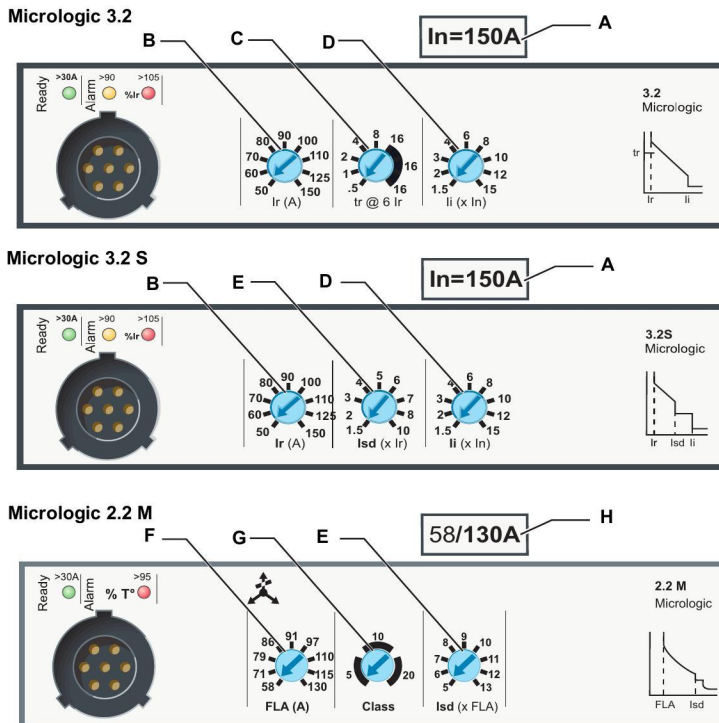 Micrologic 3.2
B
C
D
In=150A
A
Ready
>30A
Alarm
>90
>105
%Ir
50
60
70
80
90
100
110
125
150
Ir (A)
.5
1
2
4
8
16
16
16
tr @ 6 Ir
1.5
2
3
4
6
8
10
12
15
Ii (x In)
3.2
Micrologic
tr
Ir
Ii
Micrologic 3.2 S
B
E
D
In=150A
A
Ready
>30A
Alarm
>90
>105
%Ir
50
60
70
80
90
100
110
125
150
Ir (A)
1.5
2
3
4
5
6
7
8
10
Isd (x Ir)
1.5
2
3
4
6
8
10
12
15
Ii (x In)
3.2S
Micrologic
Ir
Isd
Ii
Micrologic 2.2 M
F
G
E
58/130A
H
Ready
>30A
Alarm
>95
% T°
58
71
79
86
91
97
110
115
130
FLA (A)
5
10
20
Class
5
6
7
8
9
10
11
12
13
Isd (x FLA)
2.2 M
Micrologic
FLA
Isd